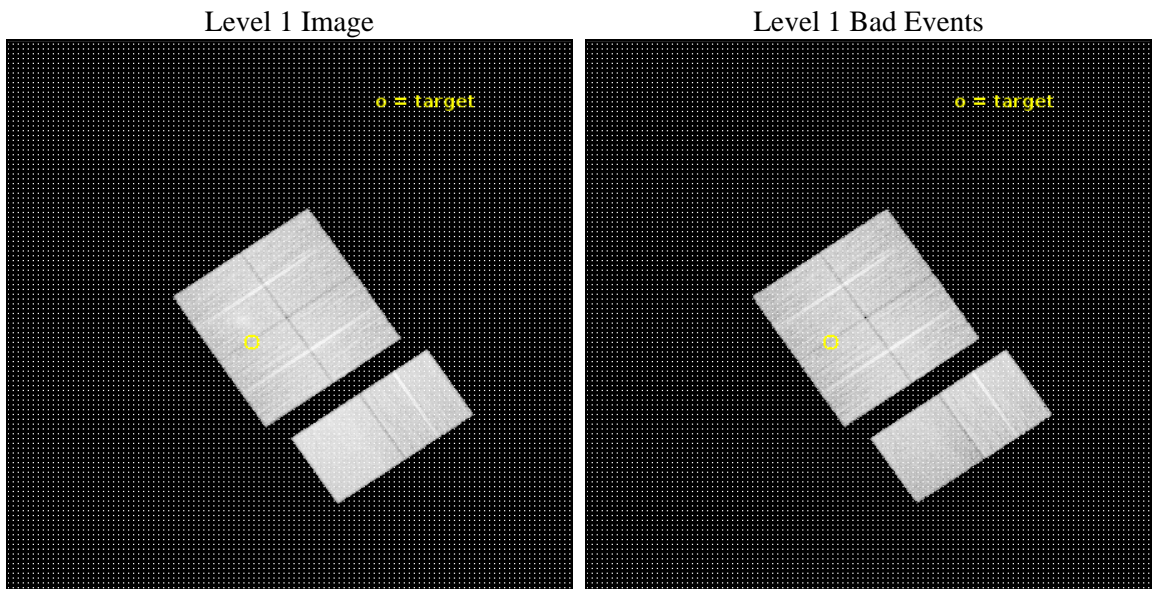 Level 1 Image
Level 1 Bad Events
o = target
o = target